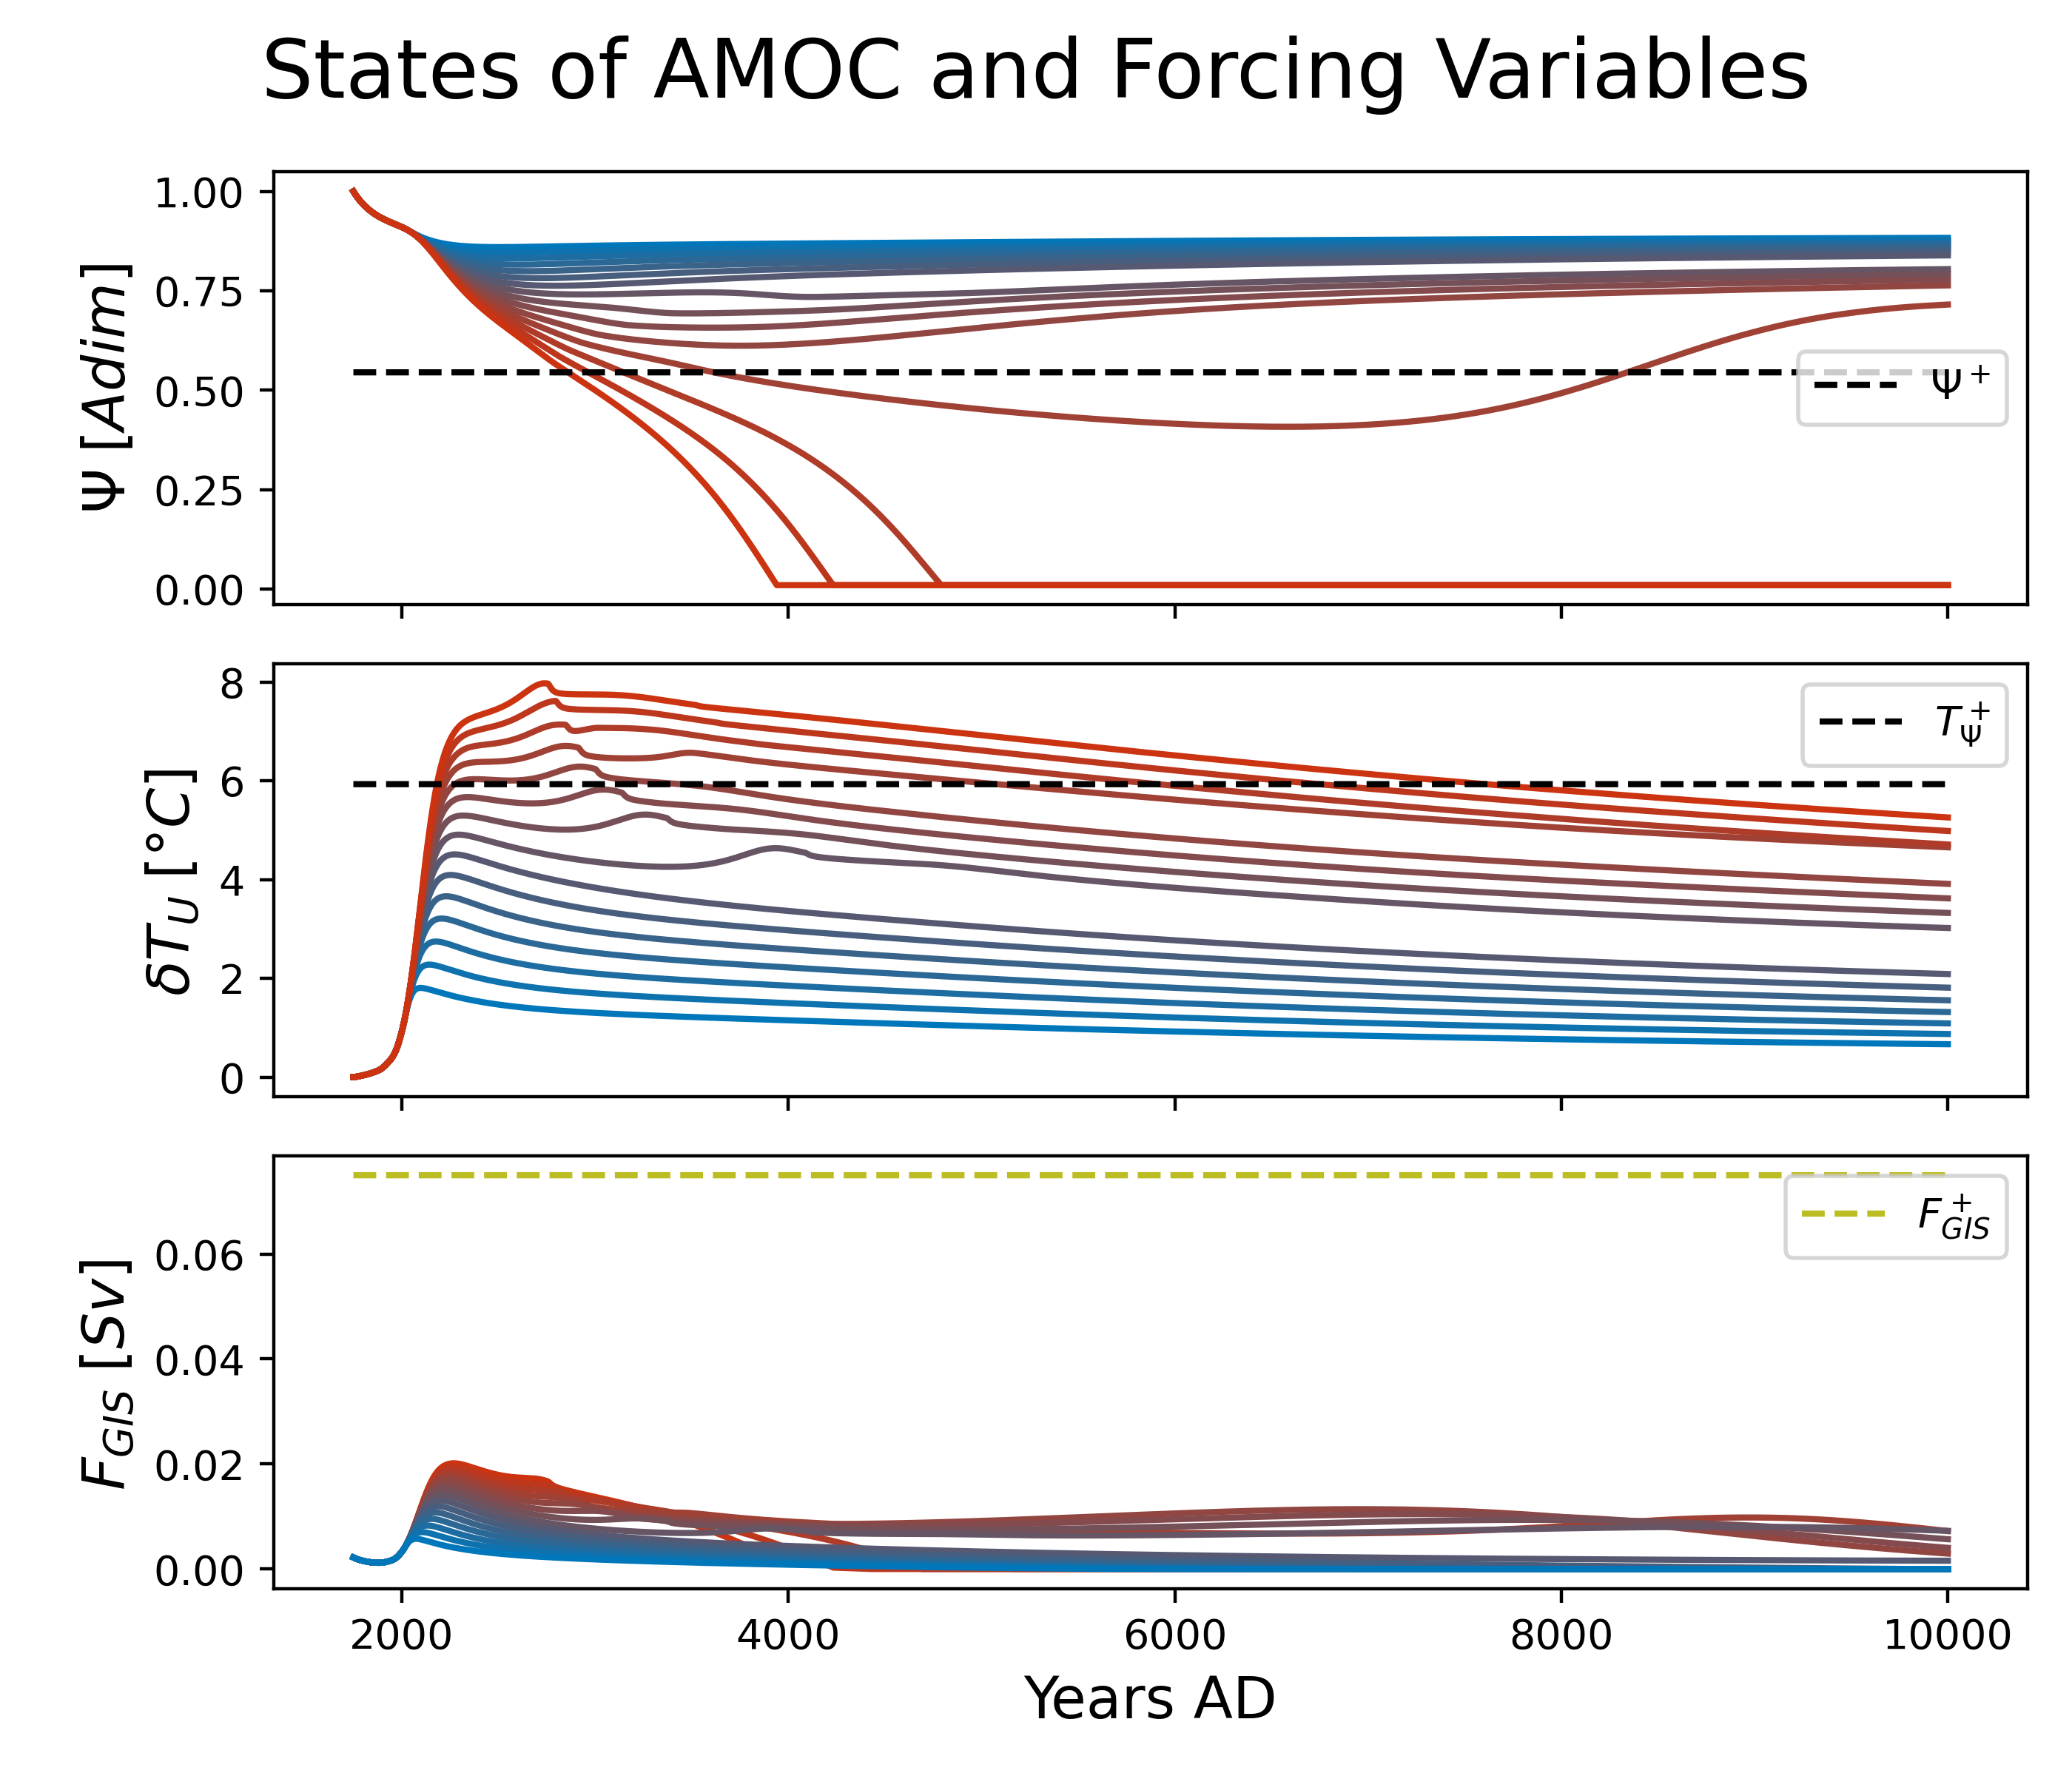 States of AMOC and Forcing Variables
Ψ [Adim]
1.00
0.75
0.50
0.25
0.00
Ψ⁺
δT_U [°C]
8
6
4
2
0
T_Ψ⁺
F_GIS [Sv]
0.06
0.04
0.02
0.00
F_GIS⁺
2000 4000 6000 8000 10000
Years AD